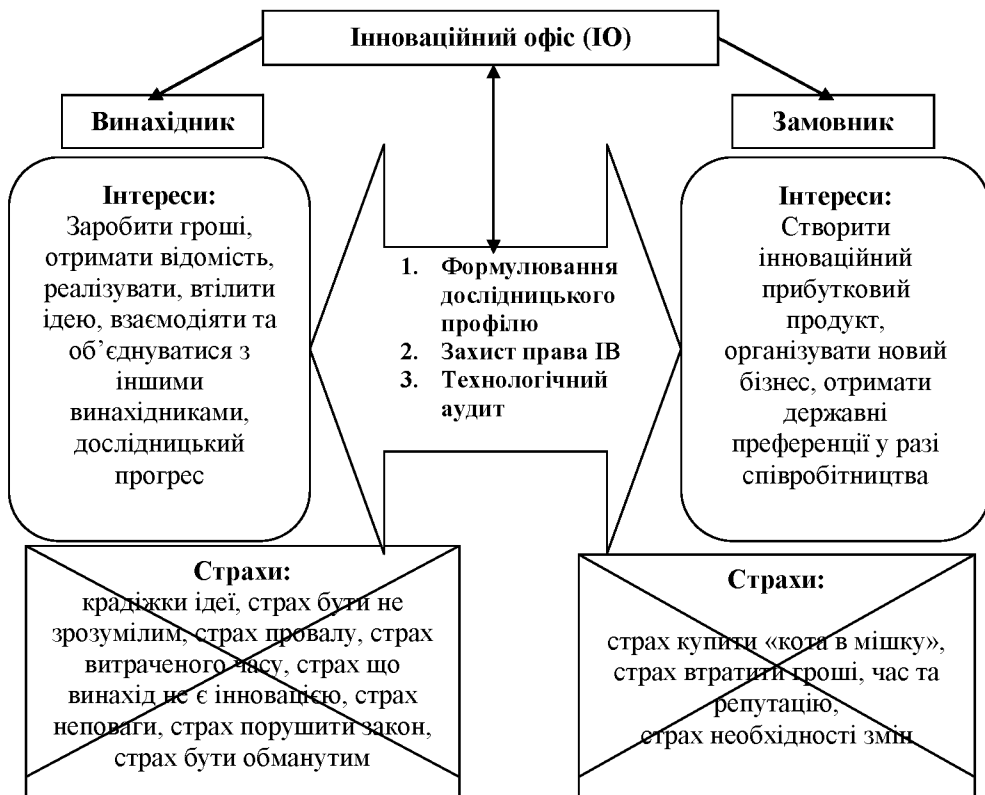 Інноваційний офіс (ІО)
Винахідник
Замовник
Інтереси:
Заробити гроші,
отримати відомість,
реалізувати, втілити
ідею, взаємодіяти та
об’єднуватися з
іншими
винахідниками,
дослідницький
прогрес
1. Формулювання
дослідницького
профілю
2. Захист права ІВ
3. Технологічний
аудит
Інтереси:
Створити
інноваційний
прибутковий
продукт,
організувати новий
бізнес, отримати
державні
преференції у разі
співробітництва
Страхи:
крадіжки ідеї, страх бути не
зрозумілим, страх провалу, страх
витраченого часу, страх що
винахід не є інновацією, страх
неповаги, страх порушити закон,
страх бути обманутим
Страхи:
страх купити «кота в мішку»,
страх втратити гроші, час та
репутацію,
страх необхідності змін